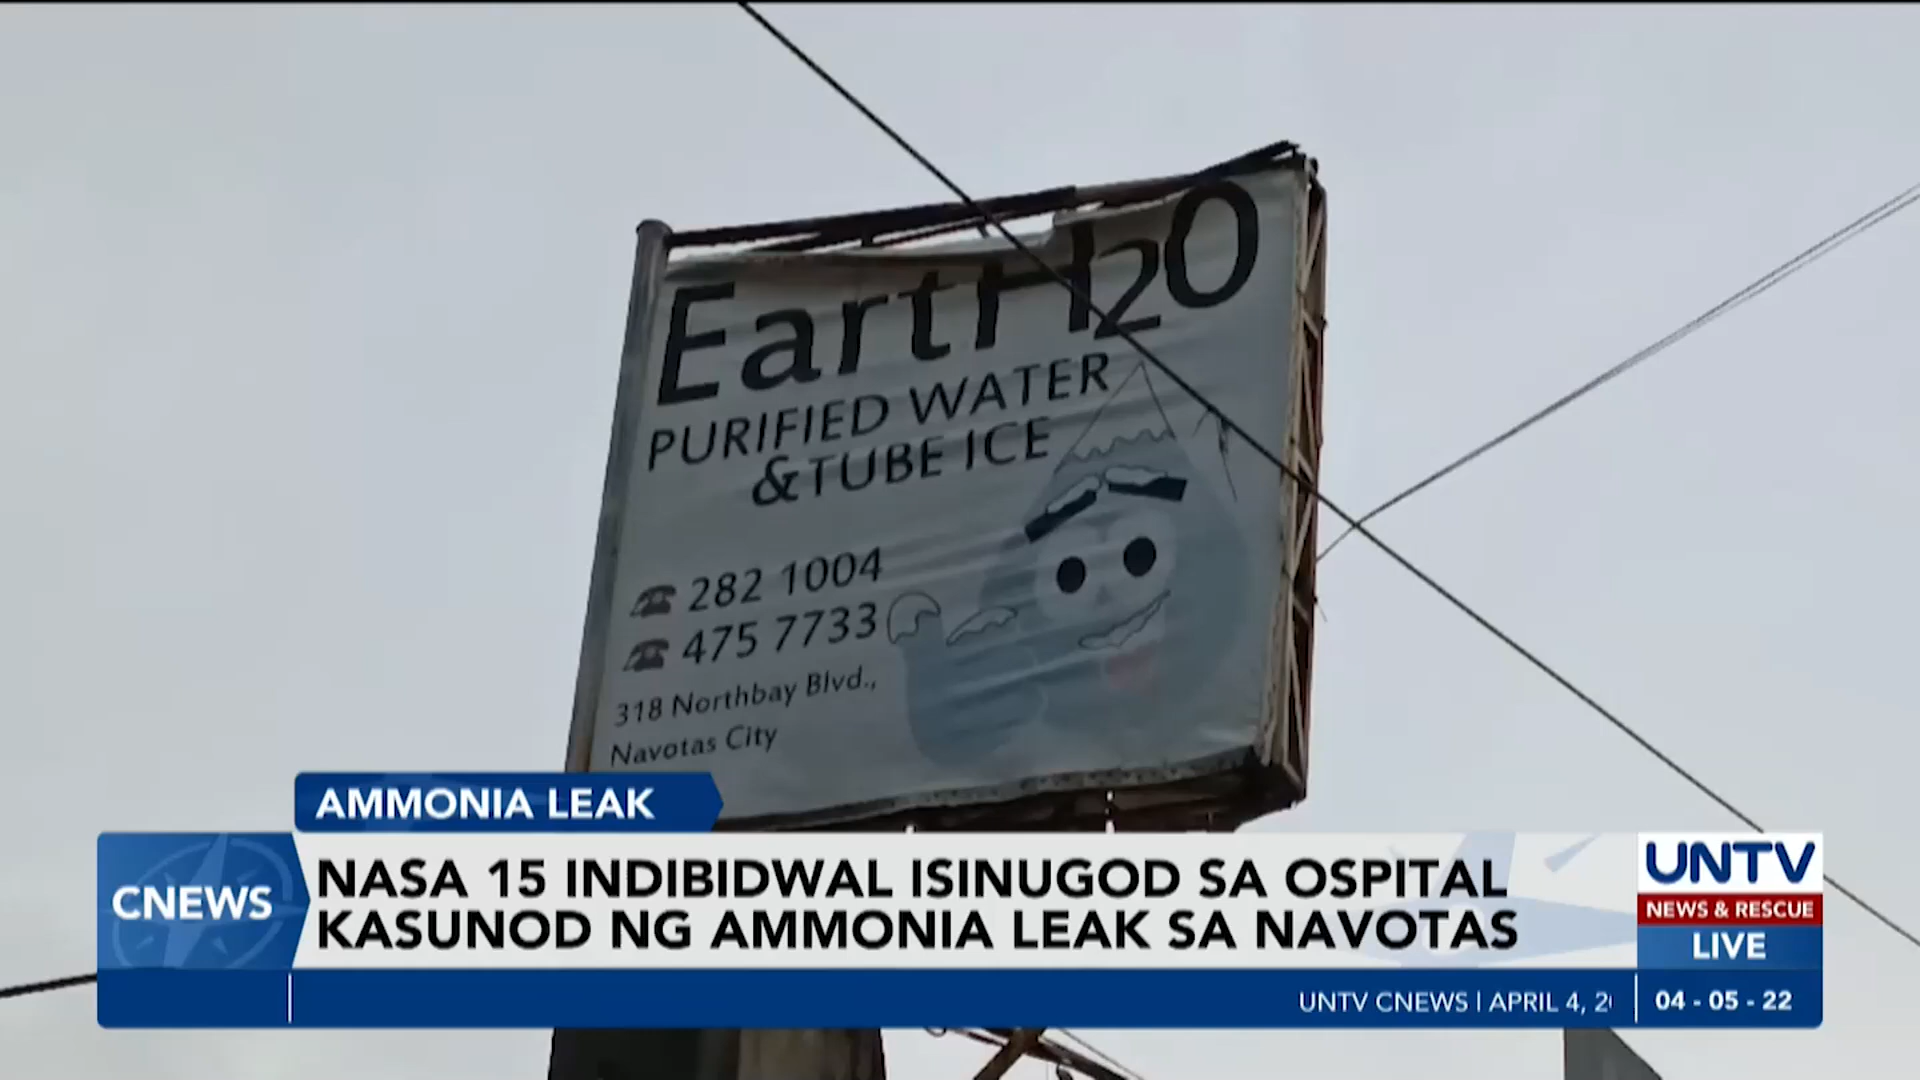 EartH2O
PURIFIED WATER
&TUBE ICE
282 1004
475 7733
318 Northbay Blvd.,
Navotas City
AMMONIA LEAK
CNEWS
NASA 15 INDIBIDWAL ISINUGOD SA OSPITAL
KASUNOD NG AMMONIA LEAK SA NAVOTAS
UNTV
NEWS & RESCUE
LIVE
UNTV CNEWS | APRIL 4, 2
04 - 05 - 22